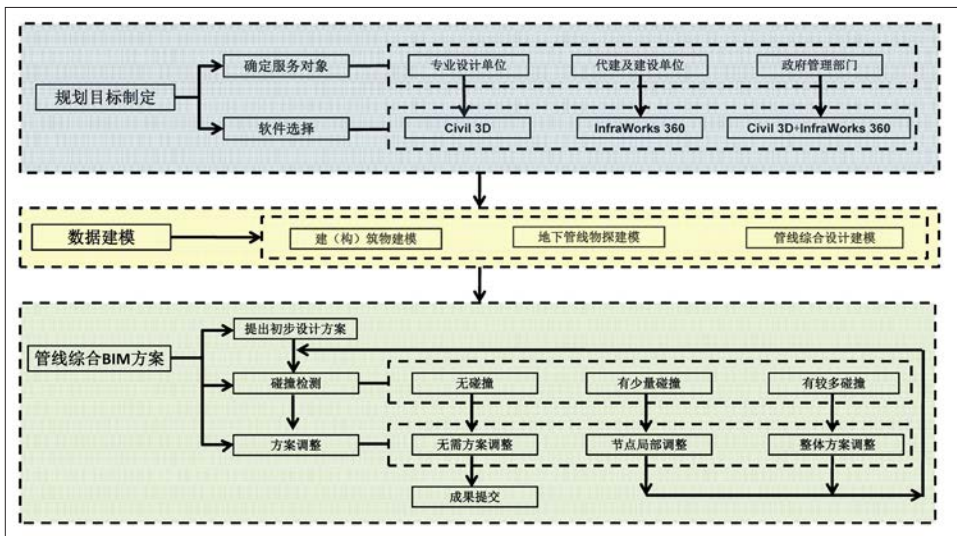 确定服务对象
专业设计单位
代建及建设单位
政府管理部门
规划目标制定
软件选择
Civil 3D
InfraWorks 360
Civil 3D+InfraWorks 360
数据建模
建（构）筑物建模
地下管线物探建模
管线综合设计建模
提出初步设计方案
管线综合BIM方案
碰撞检测
无碰撞
有少量碰撞
有较多碰撞
方案调整
无需方案调整
节点局部调整
整体方案调整
成果提交